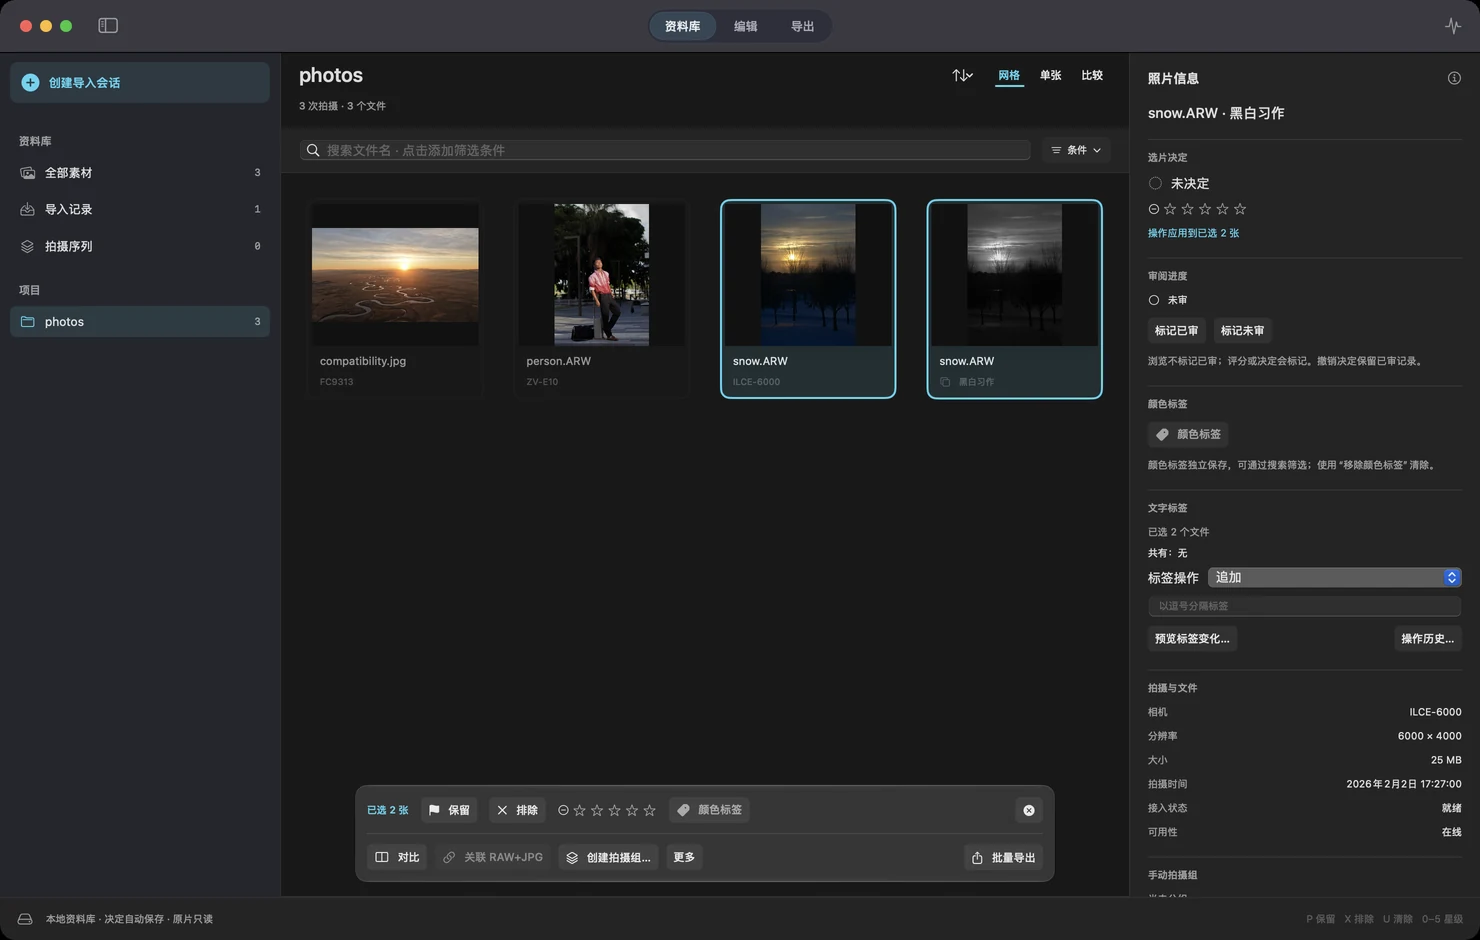 资料库
编辑
导出
创建导入会话
资料库
全部素材 3
导入记录 1
拍摄序列 0
项目
photos 3
photos
3 次拍摄 · 3 个文件
网格
单张
比较
搜索文件名 · 点击添加筛选条件
条件
compatibility.jpg
FC9313
person.ARW
ZV-E10
snow.ARW
ILCE-6000
snow.ARW
黑白习作
已选 2 张
保留
排除
颜色标签
对比
关联 RAW+JPG
创建拍摄组...
更多
批量导出
照片信息
snow.ARW · 黑白习作
选片决定
未决定
操作应用到已选 2 张
审阅进度
未审
标记已审
标记未审
浏览不标记已审；评分或决定会标记。撤销决定保留已审记录。
颜色标签
颜色标签
颜色标签独立保存，可通过搜索筛选；使用“移除颜色标签”清除。
文字标签
已选 2 个文件
共有：无
标签操作 追加
以逗号分隔标签
预览标签变化...
操作历史...
拍摄与文件
相机 ILCE-6000
分辨率 6000 × 4000
大小 25 MB
拍摄时间 2026年2月2日 17:27:00
接入状态 就绪
可用性 在线
手动拍摄组
本地资料库 · 决定自动保存 · 原片只读
P 保留 X 排除 U 清除 0–5 星级